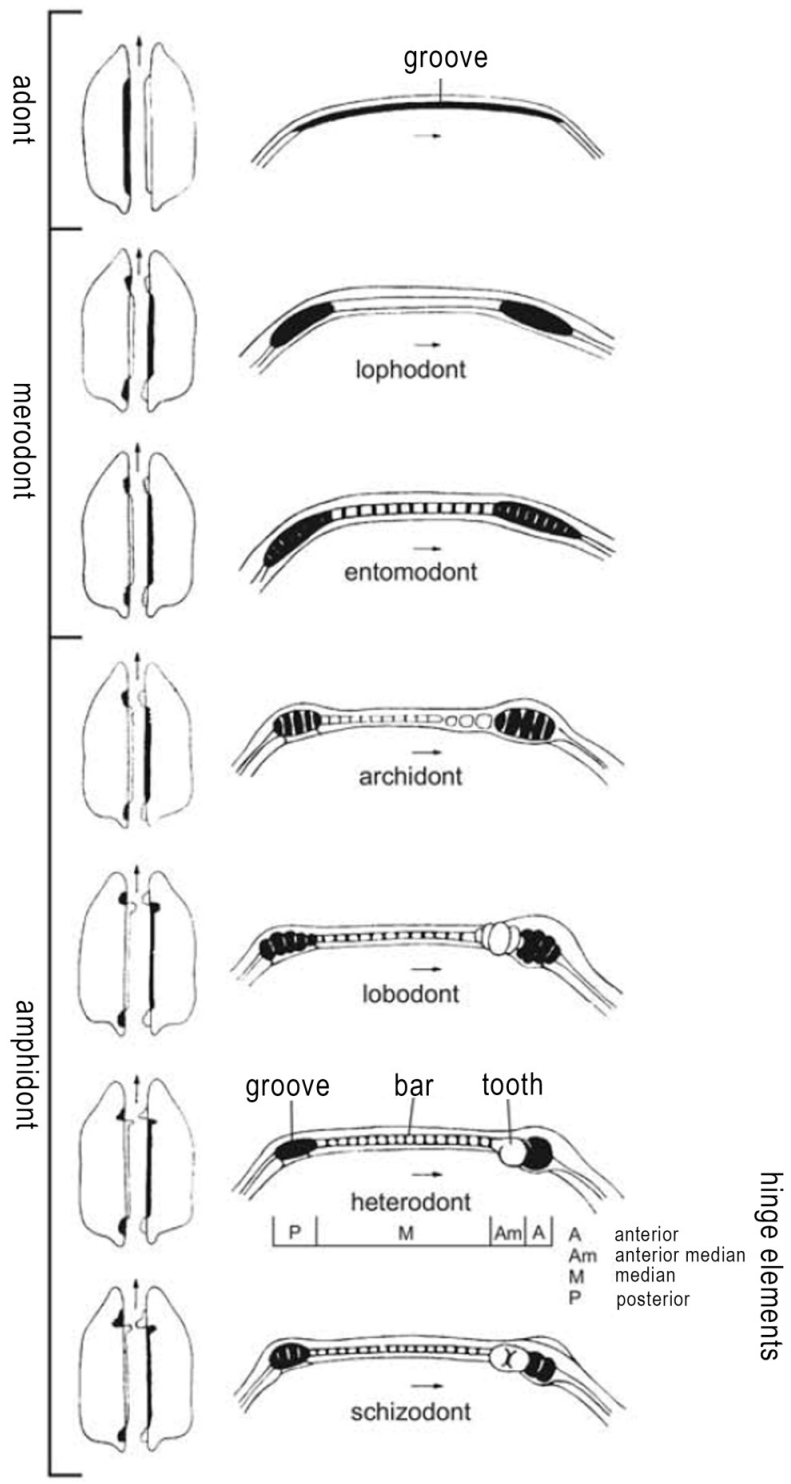 adont
groove
merodont
lophodont
entomodont
amphidont
archidont
lobodont
groove bar tooth
heterodont
P M Am A
hinge elements
A anterior
Am anterior median
M median
P posterior
schizodont